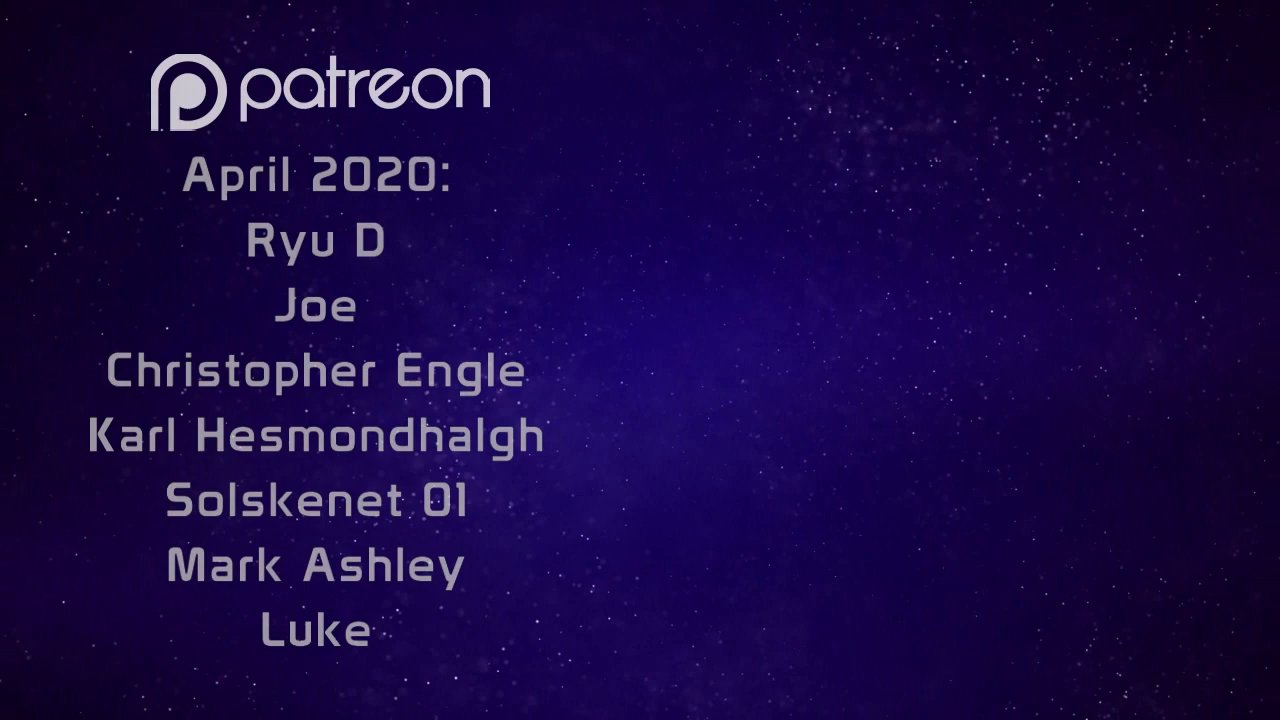 patreon
April 2020:
Ryu D
Joe
Christopher Engle
Karl Hesmondhalgh
Solskenet 01
Mark Ashley
Luke